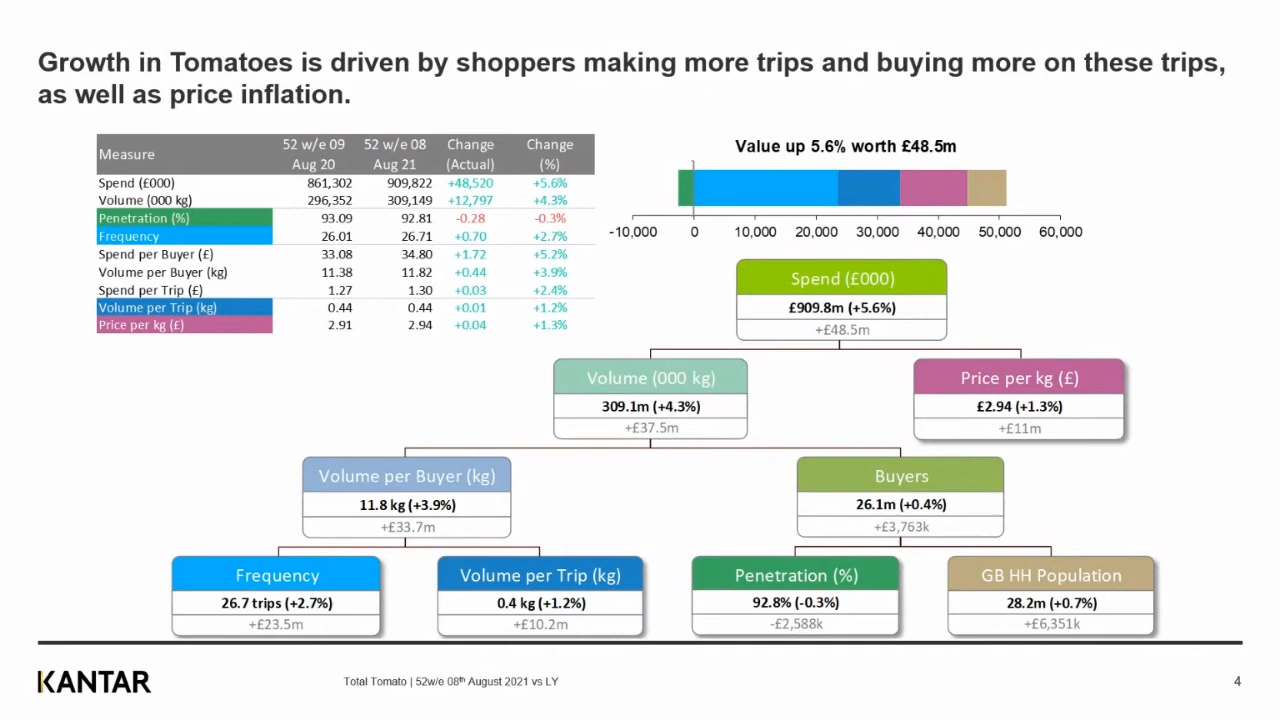 Growth in Tomatoes is driven by shoppers making more trips and buying more on these trips,
as well as price inflation.
Measure 52 w/e 09 Aug 20 52 w/e 08 Aug 21 Change (Actual) Change (%)
Spend (£000) 861,302 909,822 +48,520 +5.6%
Volume (000 kg) 296,352 309,149 +12,797 +4.3%
Penetration (%) 93.09 92.81 -0.28 -0.3%
Frequency 26.01 26.71 +0.70 +2.7%
Spend per Buyer (£) 33.08 34.80 +1.72 +5.2%
Volume per Buyer (kg) 11.38 11.82 +0.44 +3.9%
Spend per Trip (£) 1.27 1.30 +0.03 +2.4%
Volume per Trip (kg) 0.44 0.44 +0.01 +1.2%
Price per kg (£) 2.91 2.94 +0.04 +1.3%
Value up 5.6% worth £48.5m
-10,000 0 10,000 20,000 30,000 40,000 50,000 60,000
Spend (£000)
£909.8m (+5.6%)
+£48.5m
Volume (000 kg)
309.1m (+4.3%)
+£37.5m
Price per kg (£)
£2.94 (+1.3%)
+£11m
Volume per Buyer (kg)
11.8 kg (+3.9%)
+£33.7m
Buyers
26.1m (+0.4%)
+£3,763k
Frequency
26.7 trips (+2.7%)
+£23.5m
Volume per Trip (kg)
0.4 kg (+1.2%)
+£10.2m
Penetration (%)
92.8% (-0.3%)
-£2,588k
GB HH Population
28.2m (+0.7%)
+£6,351k
KANTAR
Total Tomato | 52w/e 08th August 2021 vs LY
4